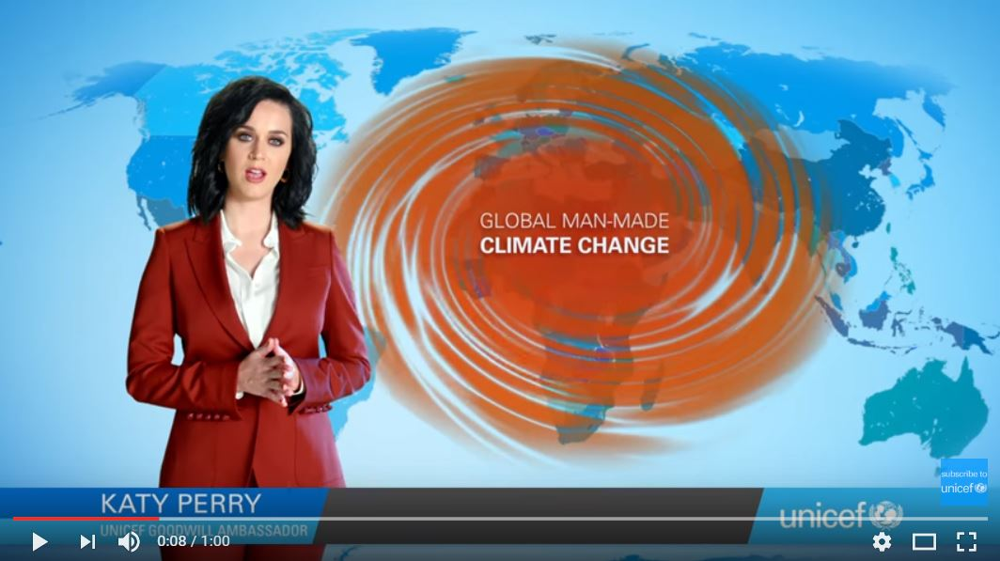 GLOBAL MAN-MADE
CLIMATE CHANGE
subscribe to
unicef
KATY PERRY
unicef
UNICEF GOODWILL AMBASSADOR
0:08 / 1:00